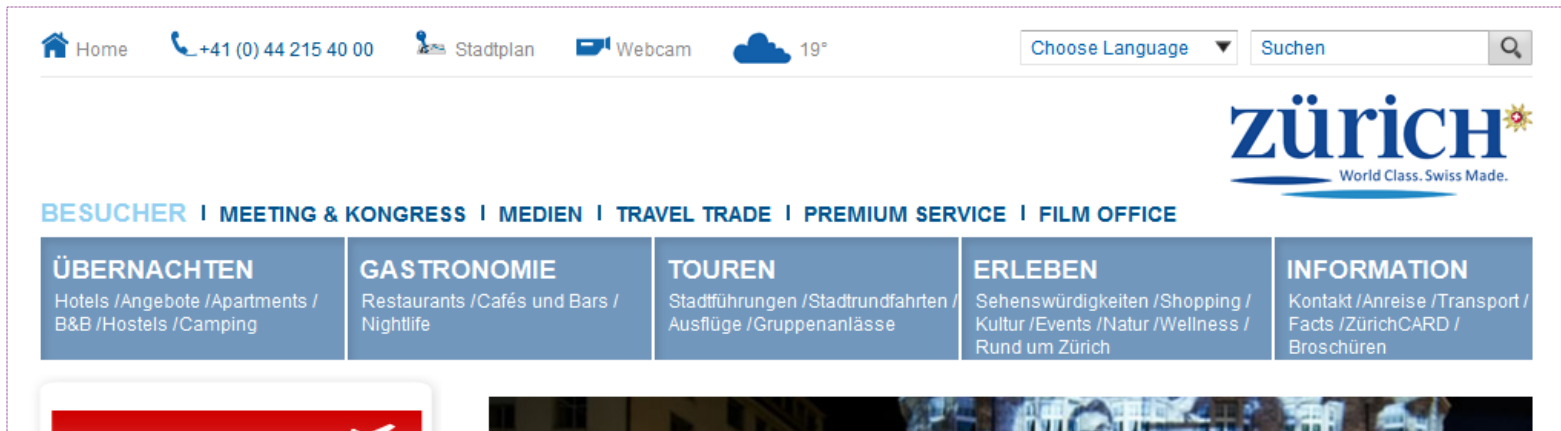 Home +41 (0) 44 215 40 00 Stadtplan Webcam 19° Choose Language Suchen
zürich
World Class. Swiss Made.
BESUCHER I MEETING & KONGRESS I MEDIEN I TRAVEL TRADE I PREMIUM SERVICE I FILM OFFICE
ÜBERNACHTEN
Hotels /Angebote /Apartments /
B&B /Hostels /Camping
GASTRONOMIE
Restaurants /Cafés und Bars /
Nightlife
TOUREN
Stadtführungen /Stadtrundfahrten /
Ausflüge /Gruppenanlässe
ERLEBEN
Sehenswürdigkeiten /Shopping /
Kultur /Events /Natur /Wellness /
Rund um Zürich
INFORMATION
Kontakt /Anreise /Transport /
Facts /ZürichCARD /
Broschüren